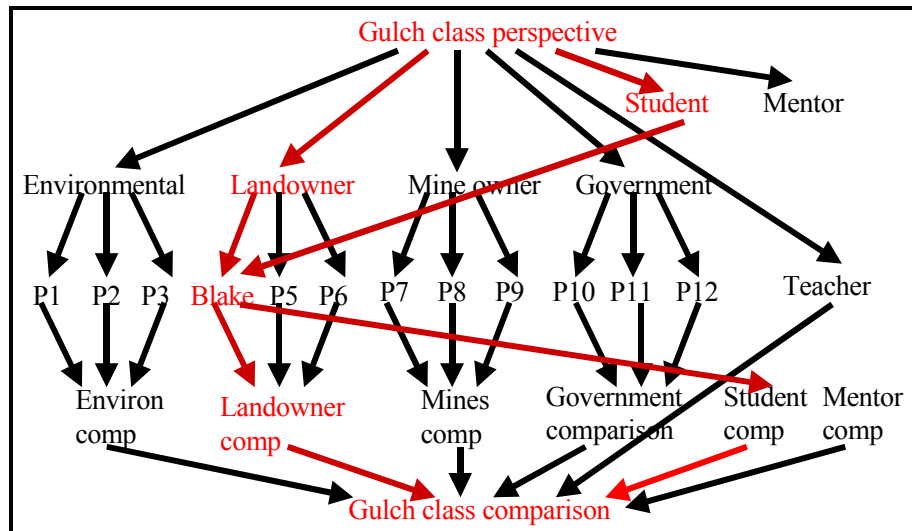 Gulch class perspective
Student Mentor
Environmental Landowner Mine owner Government
P1 P2 P3 Blake P5 P6 P7 P8 P9 P10 P11 P12 Teacher
Environ comp
Landowner comp
Mines comp
Government comparison
Student comp
Mentor comp
Gulch class comparison